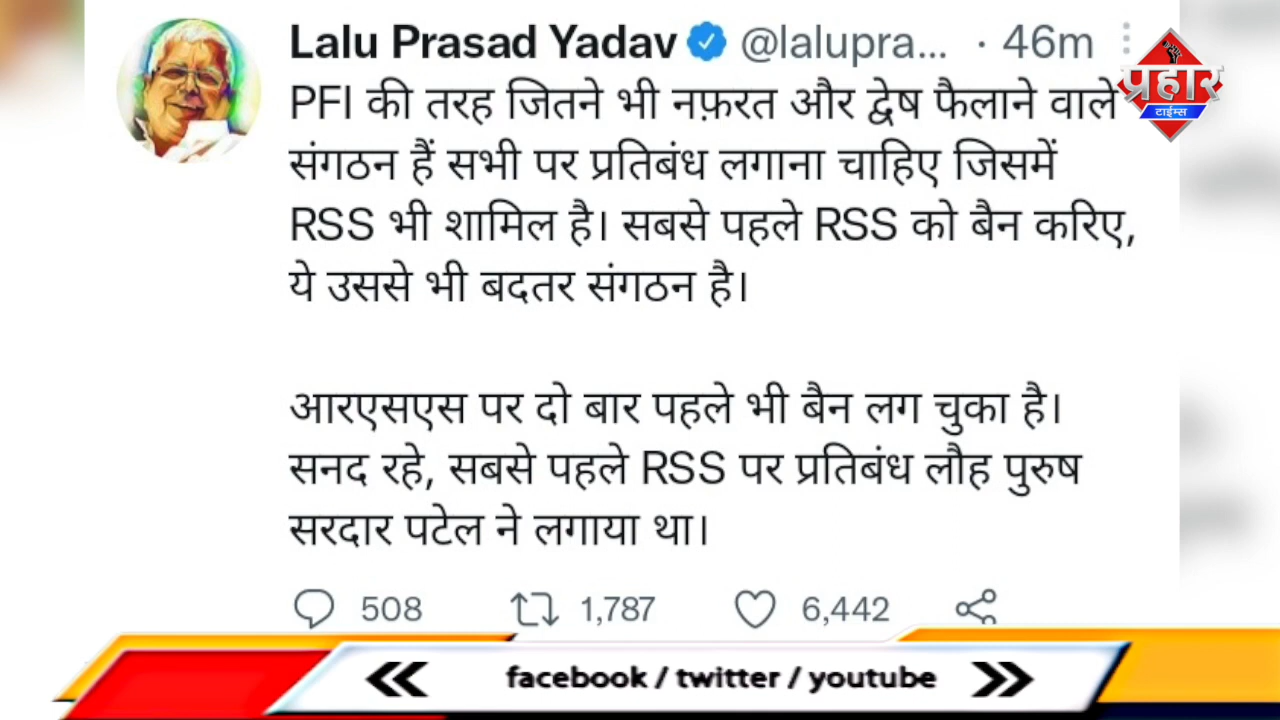 Lalu Prasad Yadav @lalupra... · 46m
प्रहार
टाईम्स
PFI की तरह जितने भी नफ़रत और द्वेष फैलाने वाले
संगठन हैं सभी पर प्रतिबंध लगाना चाहिए जिसमें
RSS भी शामिल है। सबसे पहले RSS को बैन करिए,
ये उससे भी बदतर संगठन है।
आरएसएस पर दो बार पहले भी बैन लग चुका है।
सनद रहे, सबसे पहले RSS पर प्रतिबंध लौह पुरुष
सरदार पटेल ने लगाया था।
508 1,787 6,442
facebook / twitter / youtube